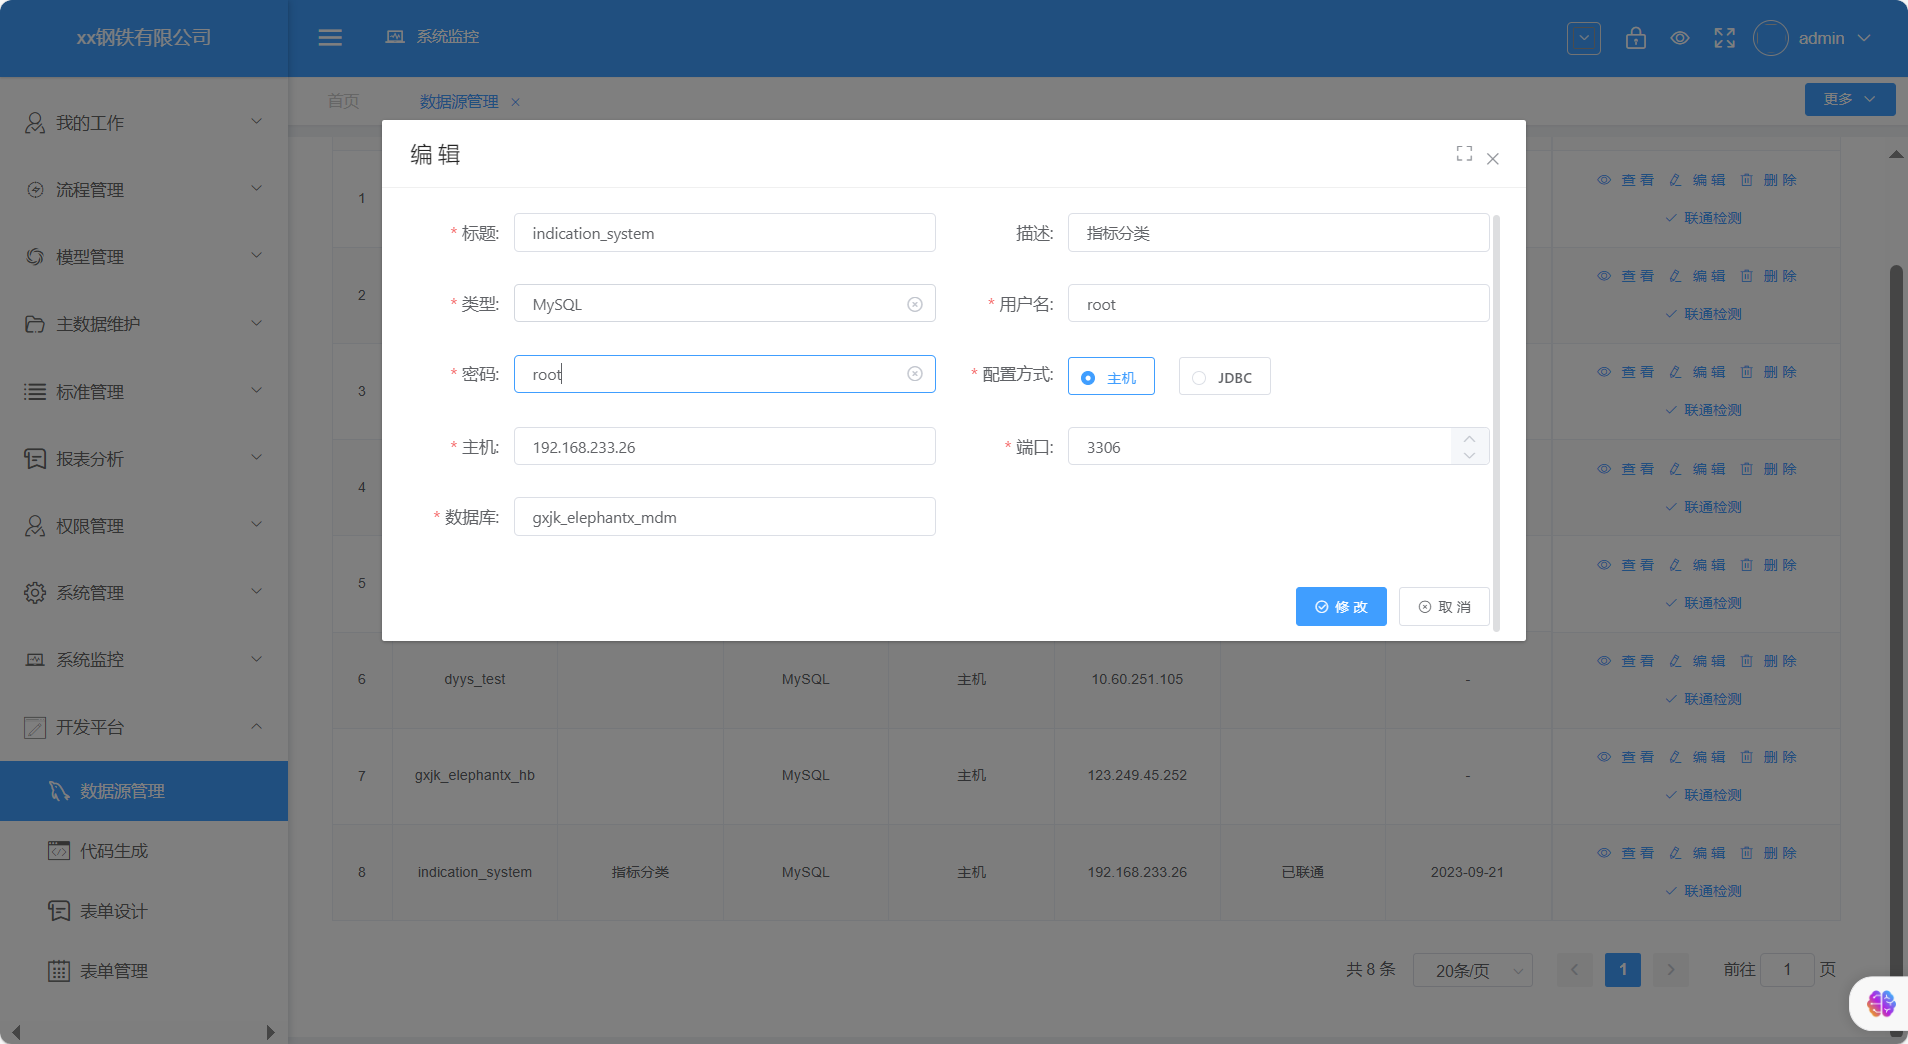 xx钢铁有限公司
系统监控
admin
首页
数据源管理
更多
我的工作
流程管理
模型管理
主数据维护
标准管理
报表分析
权限管理
系统管理
系统监控
开发平台
数据源管理
代码生成
表单设计
表单管理
编辑
* 标题: indication_system
描述: 指标分类
* 类型: MySQL
* 用户名: root
* 密码: root
* 配置方式: 主机 JDBC
* 主机: 192.168.233.26
* 端口: 3306
* 数据库: gxjk_elephantx_mdm
修改 取消
1 查看 编辑 删除
联通检测
2 查看 编辑 删除
联通检测
3 查看 编辑 删除
联通检测
4 查看 编辑 删除
联通检测
5 查看 编辑 删除
联通检测
6 dyys_test MySQL 主机 10.60.251.105 - 查看 编辑 删除
联通检测
7 gxjk_elephantx_hb MySQL 主机 123.249.45.252 - 查看 编辑 删除
联通检测
8 indication_system 指标分类 MySQL 主机 192.168.233.26 已联通 2023-09-21 查看 编辑 删除
联通检测
共 8 条 20条/页 1 前往 1 页